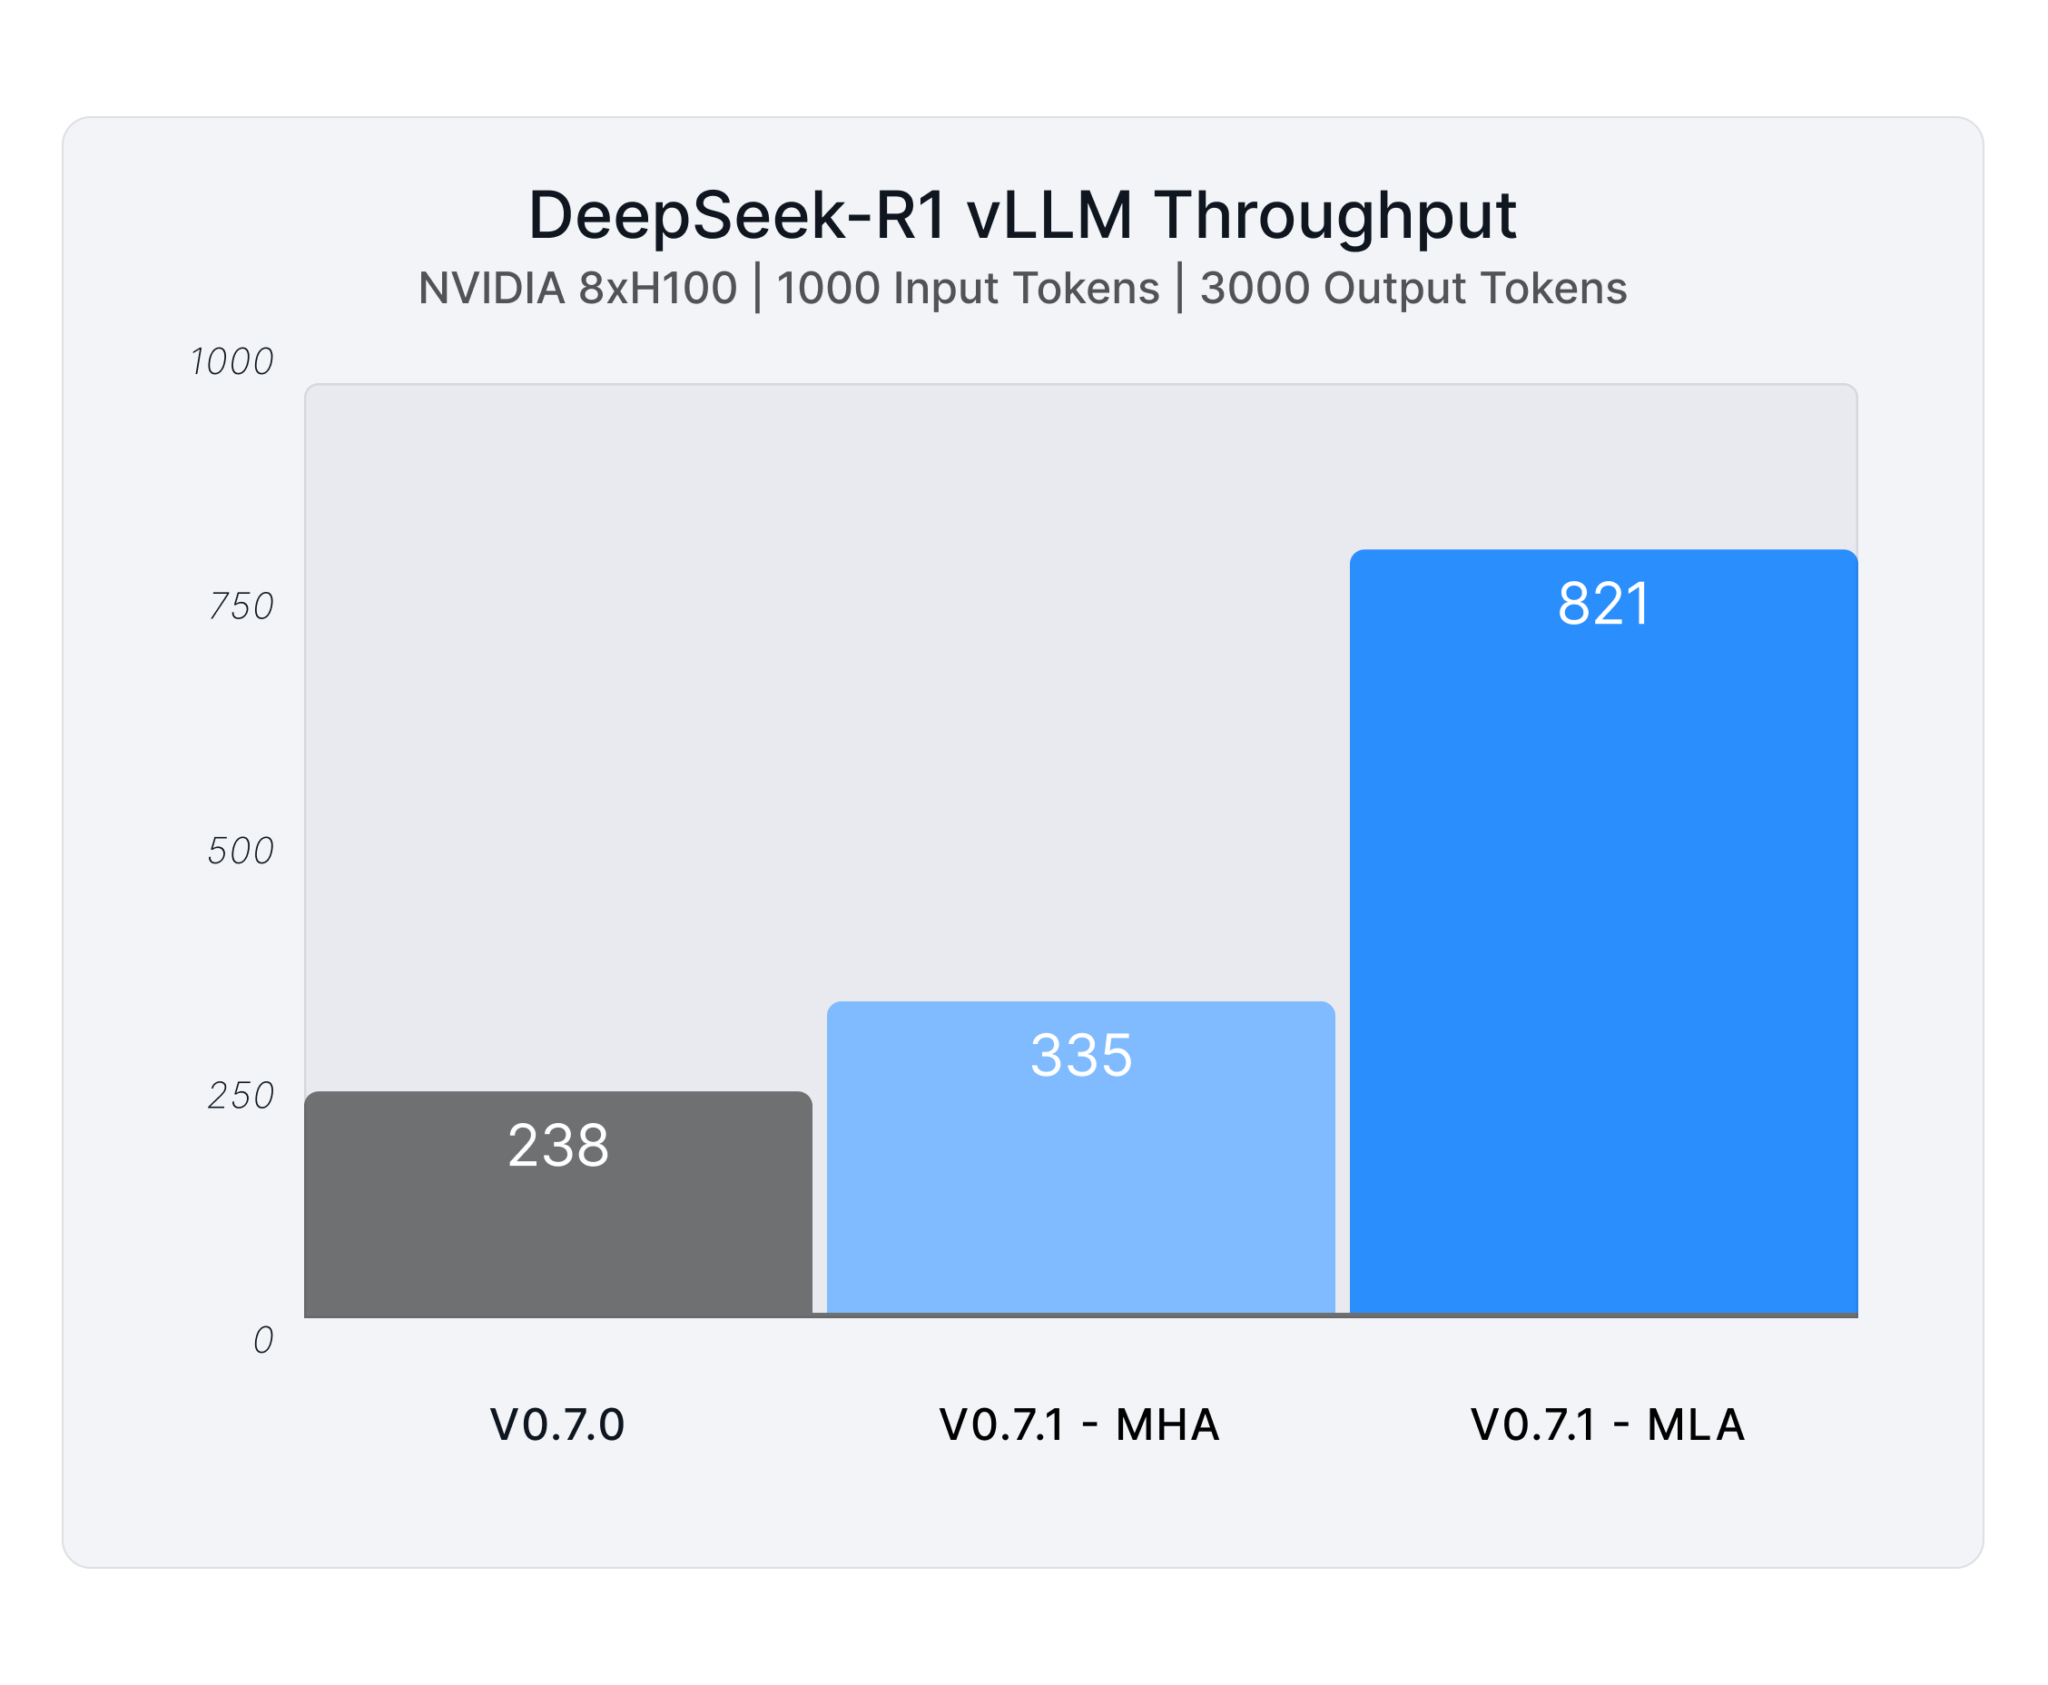 DeepSeek-R1 vLLM Throughput
NVIDIA 8xH100 | 1000 Input Tokens | 3000 Output Tokens
1000
750
500
250
0
821
335
238
V0.7.0
V0.7.1 - MHA
V0.7.1 - MLA